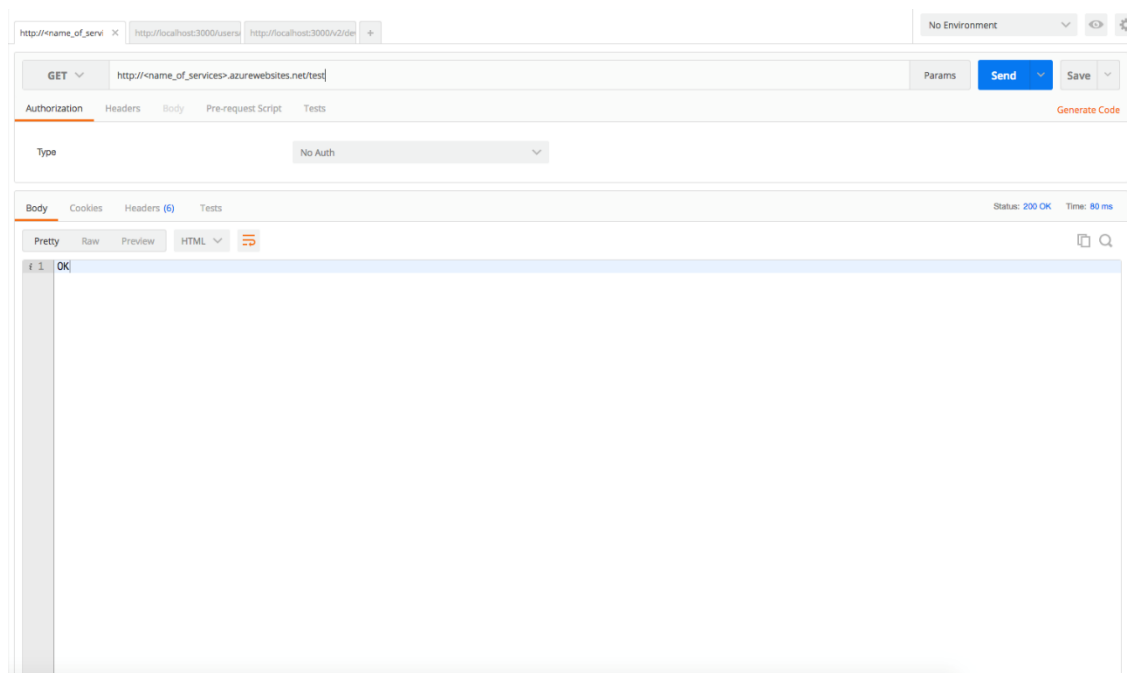 http://<name_of_servi http://localhost:3000/users/ http://localhost:3000/v2/de + No Environment
GET http://<name_of_services>.azurewebsites.net/test Params Send Save
Authorization Headers Body Pre-request Script Tests Generate Code
Type No Auth
Body Cookies Headers (6) Tests Status: 200 OK Time: 80 ms
Pretty Raw Preview HTML
i 1 OK